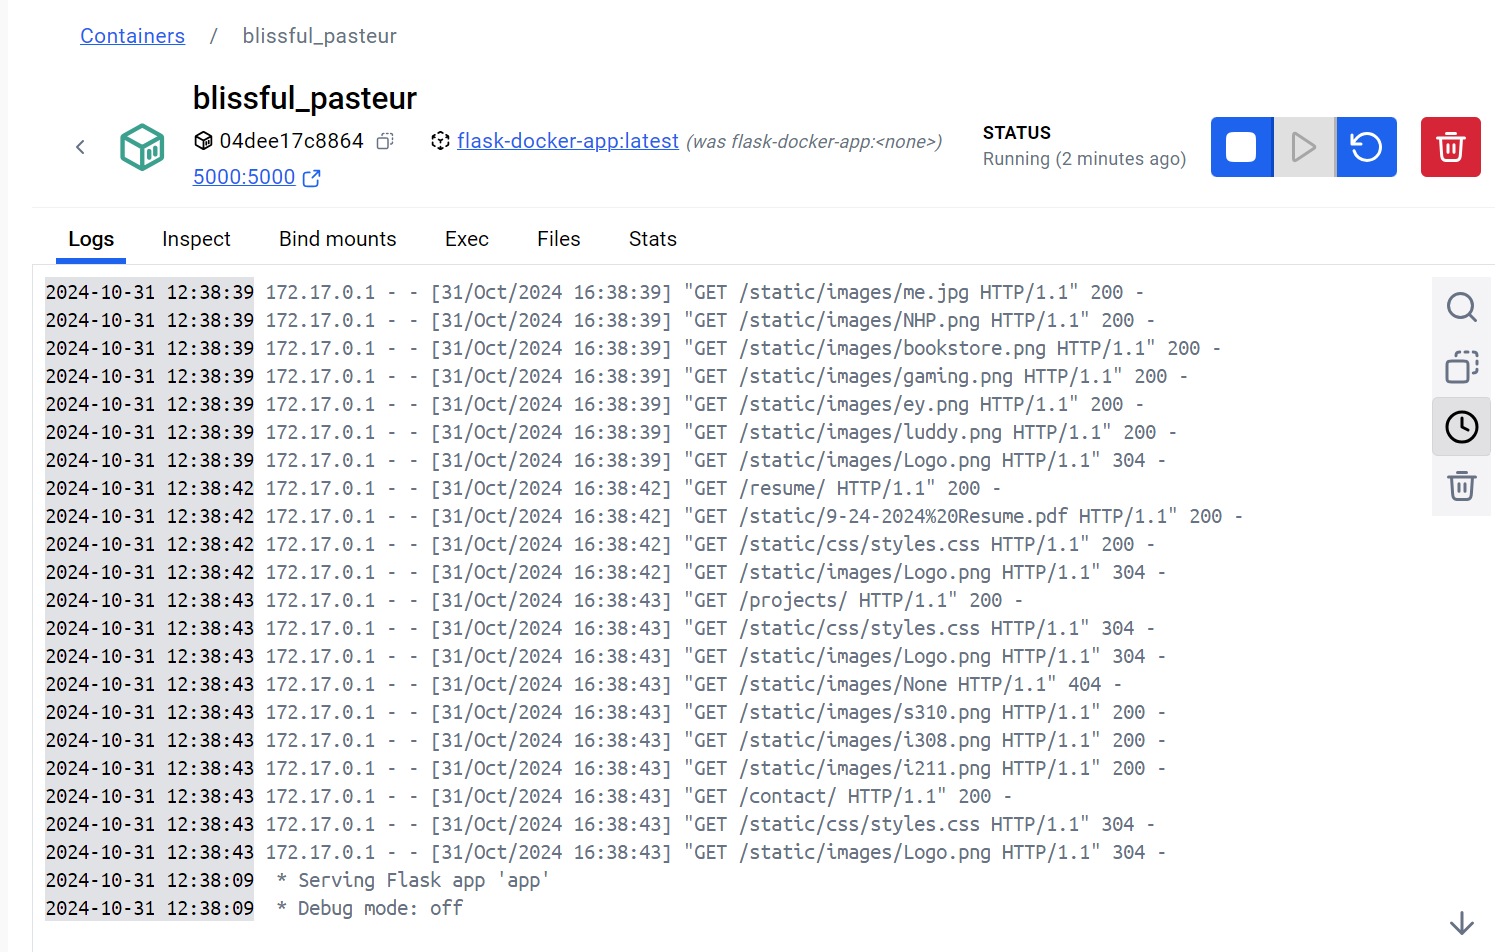 Containers / blissful_pasteur
blissful_pasteur
04dee17c8864 flask-docker-app:latest (was flask-docker-app:<none>)
5000:5000
STATUS
Running (2 minutes ago)
Logs Inspect Bind mounts Exec Files Stats
2024-10-31 12:38:39 172.17.0.1 - - [31/Oct/2024 16:38:39] "GET /static/images/me.jpg HTTP/1.1" 200 -
2024-10-31 12:38:39 172.17.0.1 - - [31/Oct/2024 16:38:39] "GET /static/images/NHP.png HTTP/1.1" 200 -
2024-10-31 12:38:39 172.17.0.1 - - [31/Oct/2024 16:38:39] "GET /static/images/bookstore.png HTTP/1.1" 200 -
2024-10-31 12:38:39 172.17.0.1 - - [31/Oct/2024 16:38:39] "GET /static/images/gaming.png HTTP/1.1" 200 -
2024-10-31 12:38:39 172.17.0.1 - - [31/Oct/2024 16:38:39] "GET /static/images/ey.png HTTP/1.1" 200 -
2024-10-31 12:38:39 172.17.0.1 - - [31/Oct/2024 16:38:39] "GET /static/images/luddy.png HTTP/1.1" 200 -
2024-10-31 12:38:39 172.17.0.1 - - [31/Oct/2024 16:38:39] "GET /static/images/Logo.png HTTP/1.1" 304 -
2024-10-31 12:38:42 172.17.0.1 - - [31/Oct/2024 16:38:42] "GET /resume/ HTTP/1.1" 200 -
2024-10-31 12:38:42 172.17.0.1 - - [31/Oct/2024 16:38:42] "GET /static/9-24-2024%20Resume.pdf HTTP/1.1" 200 -
2024-10-31 12:38:42 172.17.0.1 - - [31/Oct/2024 16:38:42] "GET /static/css/styles.css HTTP/1.1" 200 -
2024-10-31 12:38:42 172.17.0.1 - - [31/Oct/2024 16:38:42] "GET /static/images/Logo.png HTTP/1.1" 304 -
2024-10-31 12:38:43 172.17.0.1 - - [31/Oct/2024 16:38:43] "GET /projects/ HTTP/1.1" 200 -
2024-10-31 12:38:43 172.17.0.1 - - [31/Oct/2024 16:38:43] "GET /static/css/styles.css HTTP/1.1" 304 -
2024-10-31 12:38:43 172.17.0.1 - - [31/Oct/2024 16:38:43] "GET /static/images/Logo.png HTTP/1.1" 304 -
2024-10-31 12:38:43 172.17.0.1 - - [31/Oct/2024 16:38:43] "GET /static/images/None HTTP/1.1" 404 -
2024-10-31 12:38:43 172.17.0.1 - - [31/Oct/2024 16:38:43] "GET /static/images/s310.png HTTP/1.1" 200 -
2024-10-31 12:38:43 172.17.0.1 - - [31/Oct/2024 16:38:43] "GET /static/images/i308.png HTTP/1.1" 200 -
2024-10-31 12:38:43 172.17.0.1 - - [31/Oct/2024 16:38:43] "GET /static/images/i211.png HTTP/1.1" 200 -
2024-10-31 12:38:43 172.17.0.1 - - [31/Oct/2024 16:38:43] "GET /contact/ HTTP/1.1" 200 -
2024-10-31 12:38:43 172.17.0.1 - - [31/Oct/2024 16:38:43] "GET /static/css/styles.css HTTP/1.1" 304 -
2024-10-31 12:38:43 172.17.0.1 - - [31/Oct/2024 16:38:43] "GET /static/images/Logo.png HTTP/1.1" 304 -
2024-10-31 12:38:09 * Serving Flask app 'app'
2024-10-31 12:38:09 * Debug mode: off